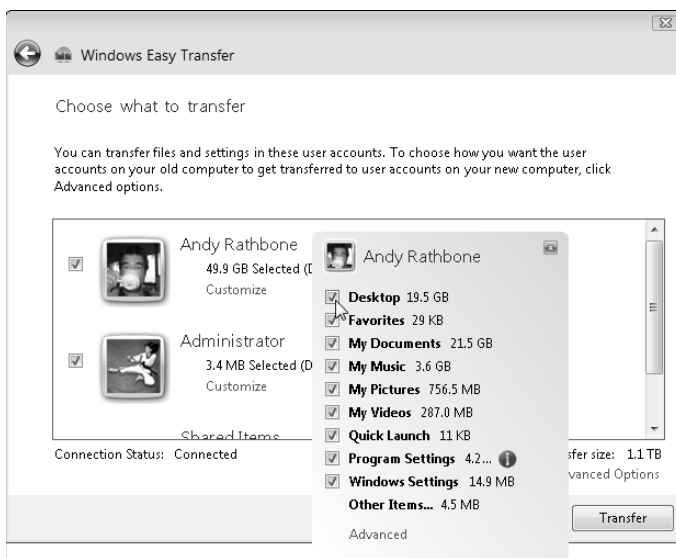 Windows Easy Transfer
Choose what to transfer
You can transfer files and settings in these user accounts. To choose how you want the user
accounts on your old computer to get transferred to user accounts on your new computer, click
Advanced options.
Andy Rathbone
49.9 GB Selected (D
Customize
Administrator
3.4 MB Selected (D
Customize
Shared Items
Andy Rathbone
Desktop 19.5 GB
Favorites 29 KB
My Documents 21.5 GB
My Music 3.6 GB
My Pictures 756.5 MB
My Videos 287.0 MB
Quick Launch 11 KB
Program Settings 4.2...
Windows Settings 14.9 MB
Other Items... 4.5 MB
Advanced
Connection Status: Connected
sfer size: 1.1 TB
vanced Options
Transfer